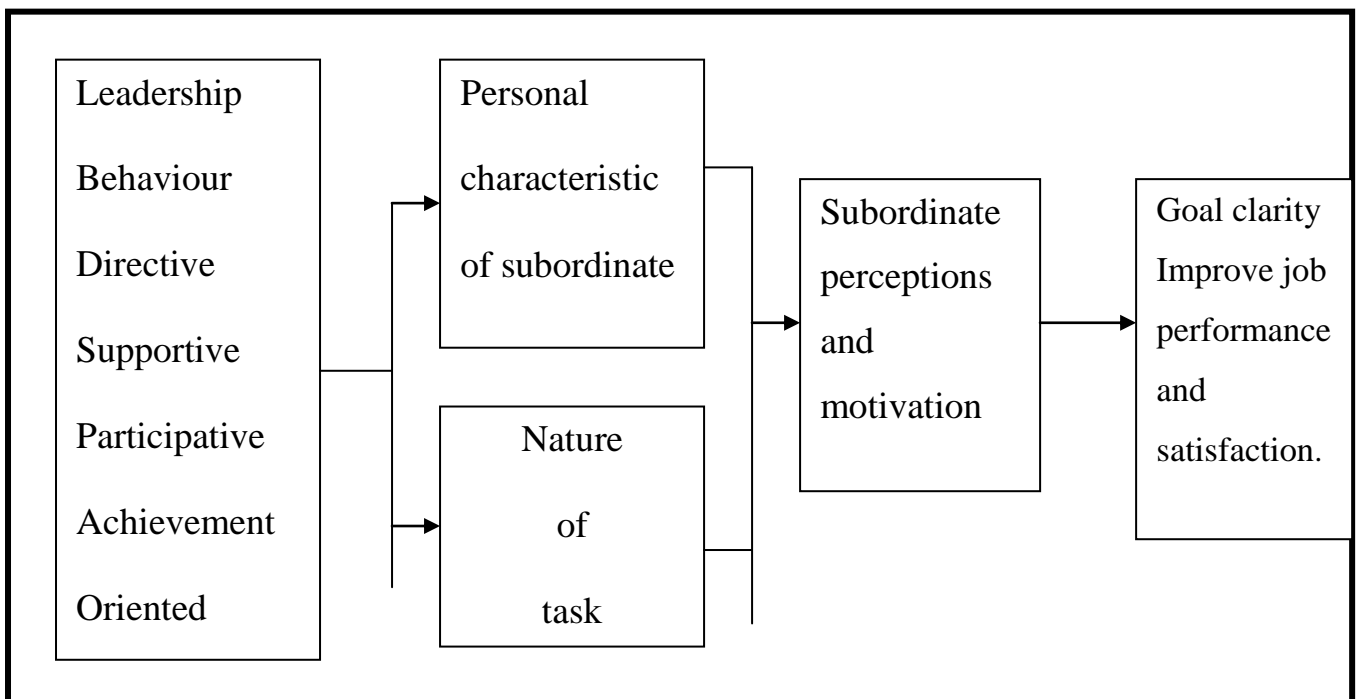 Leadership
Behaviour
Directive
Supportive
Participative
Achievement
Oriented
Personal
characteristic
of subordinate
Nature
of
task
Subordinate
perceptions
and
motivation
Goal clarity
Improve job
performance
and
satisfaction.